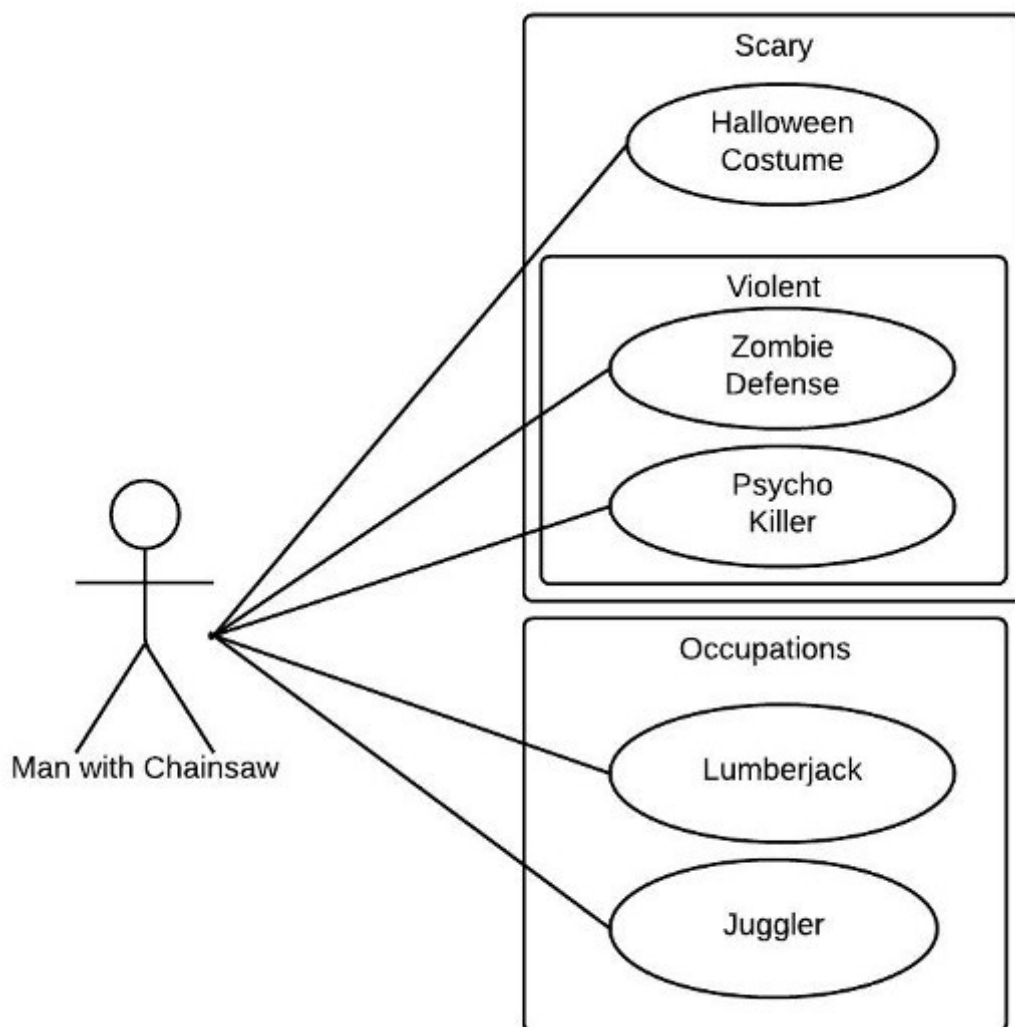 Scary
Halloween
Costume
Violent
Zombie
Defense
Psycho
Killer
Man with Chainsaw
Occupations
Lumberjack
Juggler